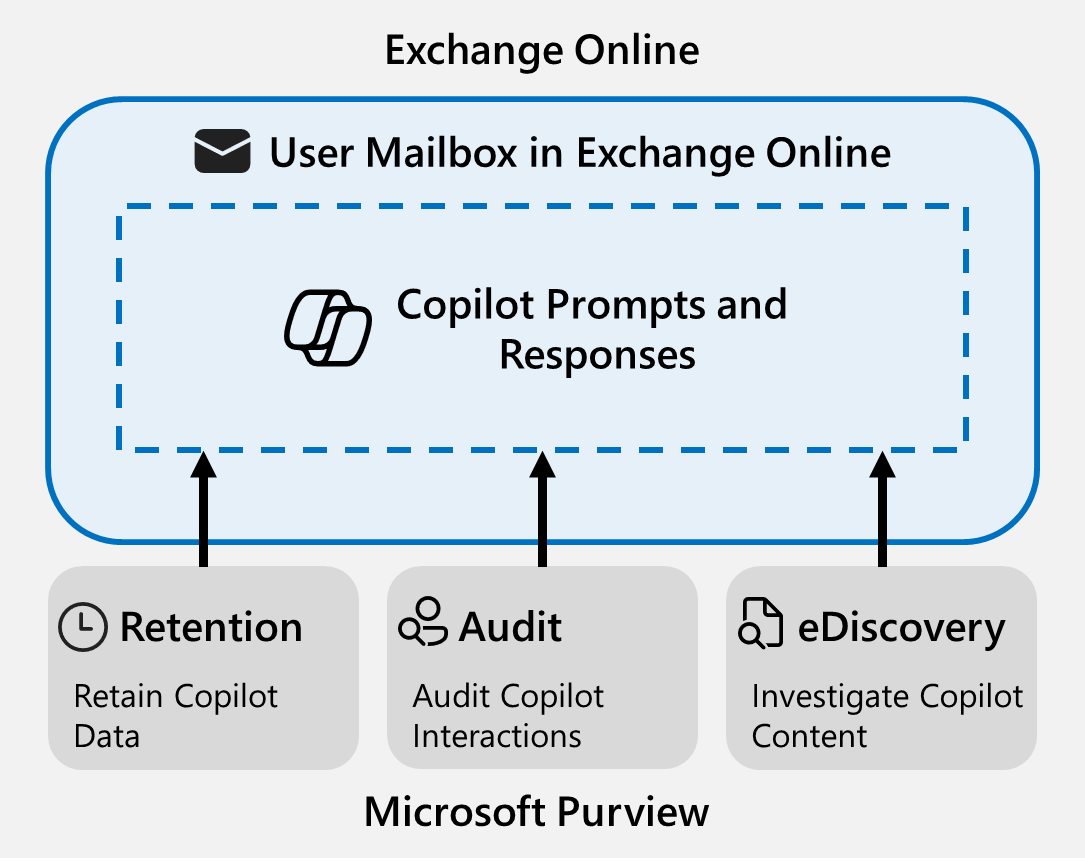 Exchange Online
User Mailbox in Exchange Online
Copilot Prompts and
Responses
Retention
Retain Copilot
Data
Audit
Audit Copilot
Interactions
eDiscovery
Investigate Copilot
Content
Microsoft Purview